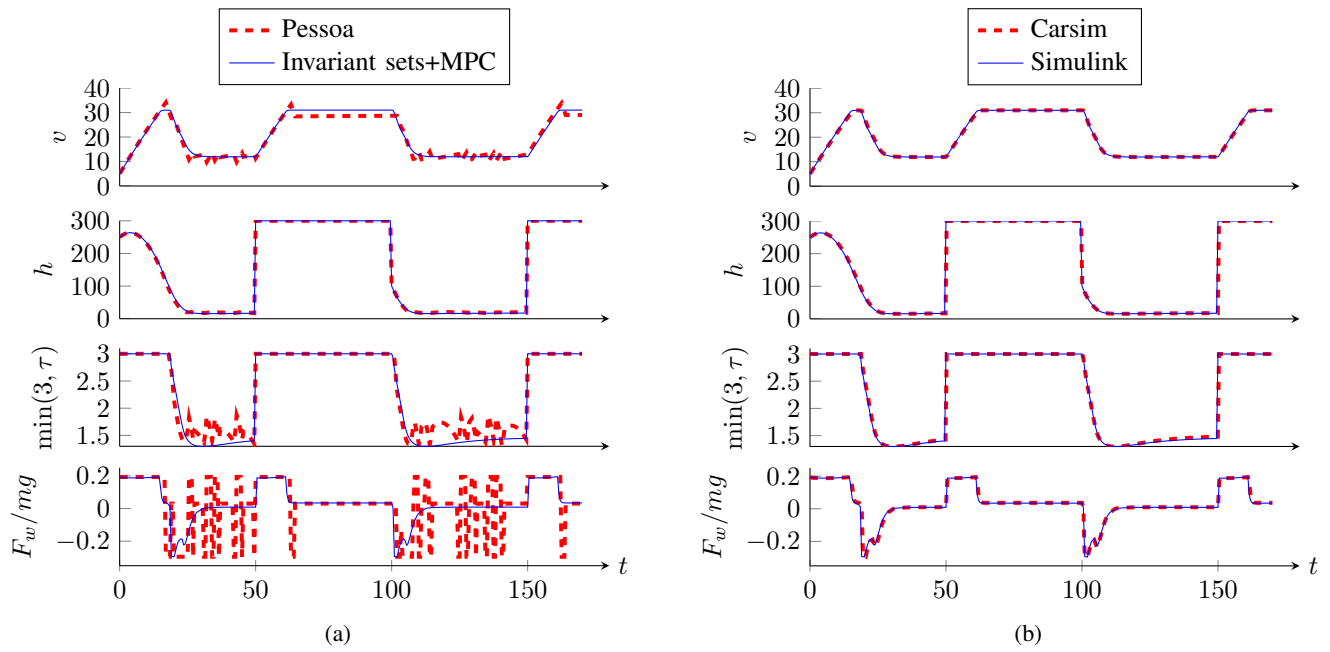 Pessoa
Invariant sets+MPC
40
30
20
10
0
v
300
200
100
0
h
3
2.5
2
1.5
min(3, τ)
0.2
0
−0.2
F_w/mg
0
50
100
150
t
(a)
Carsim
Simulink
40
30
20
10
0
v
300
200
100
0
h
3
2.5
2
1.5
min(3, τ)
0.2
0
−0.2
F_w/mg
0
50
100
150
t
(b)